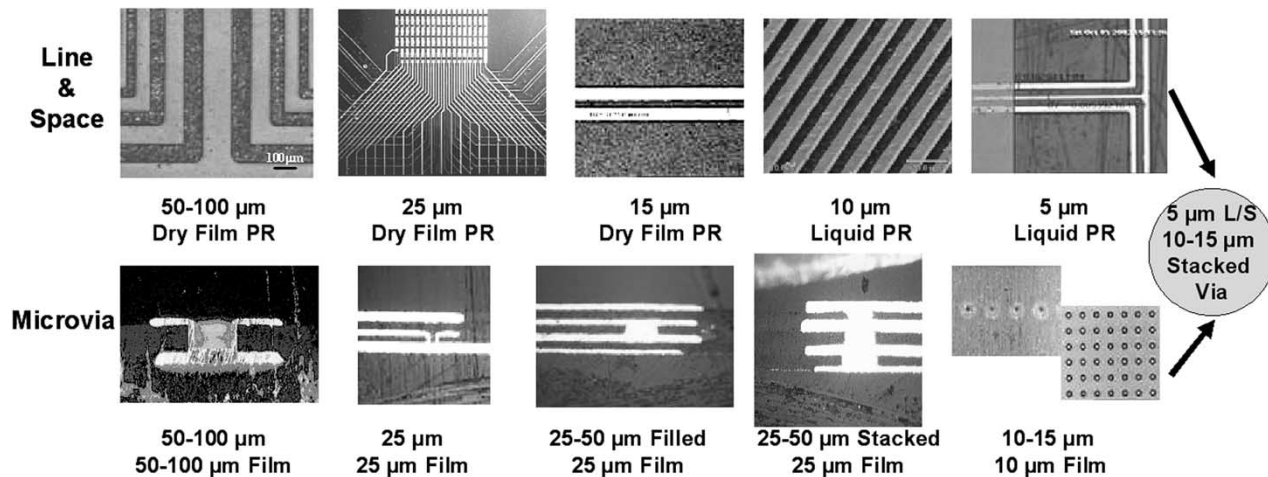 Line
&
Space
100µm
50-100 µm
Dry Film PR
25 µm
Dry Film PR
15 µm
Dry Film PR
10 µm
Liquid PR
5 µm
Liquid PR
5 µm L/S
10-15 µm
Stacked
Via
Microvia
50-100 µm
50-100 µm Film
25 µm
25 µm Film
25-50 µm Filled
25 µm Film
25-50 µm Stacked
25 µm Film
10-15 µm
10 µm Film